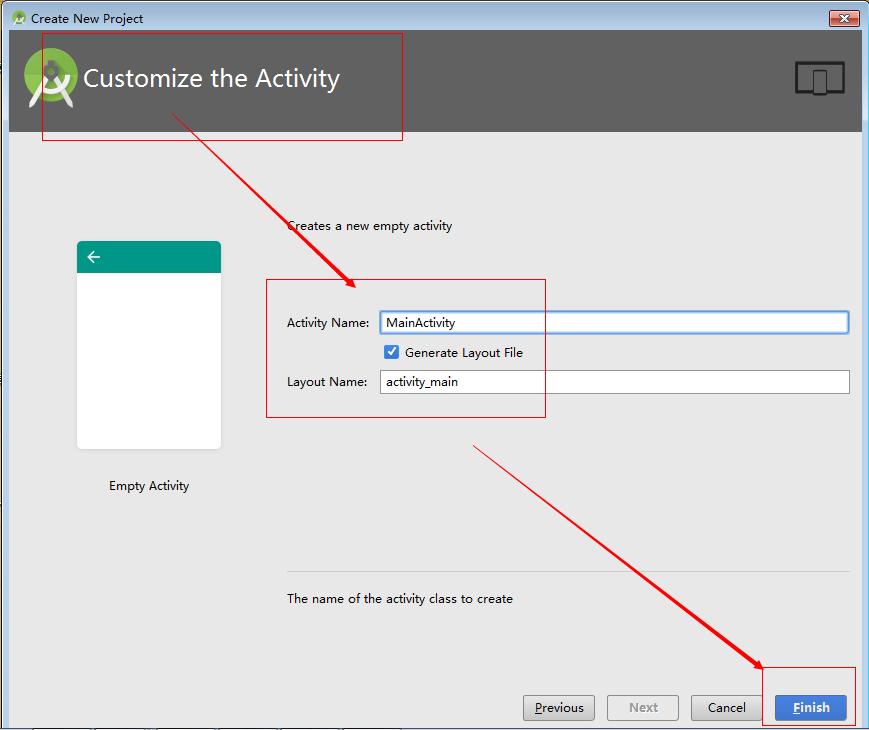 Create New Project
Customize the Activity
Creates a new empty activity
Activity Name: MainActivity
Generate Layout File
Layout Name: activity_main
Empty Activity
The name of the activity class to create
Previous Next Cancel Finish